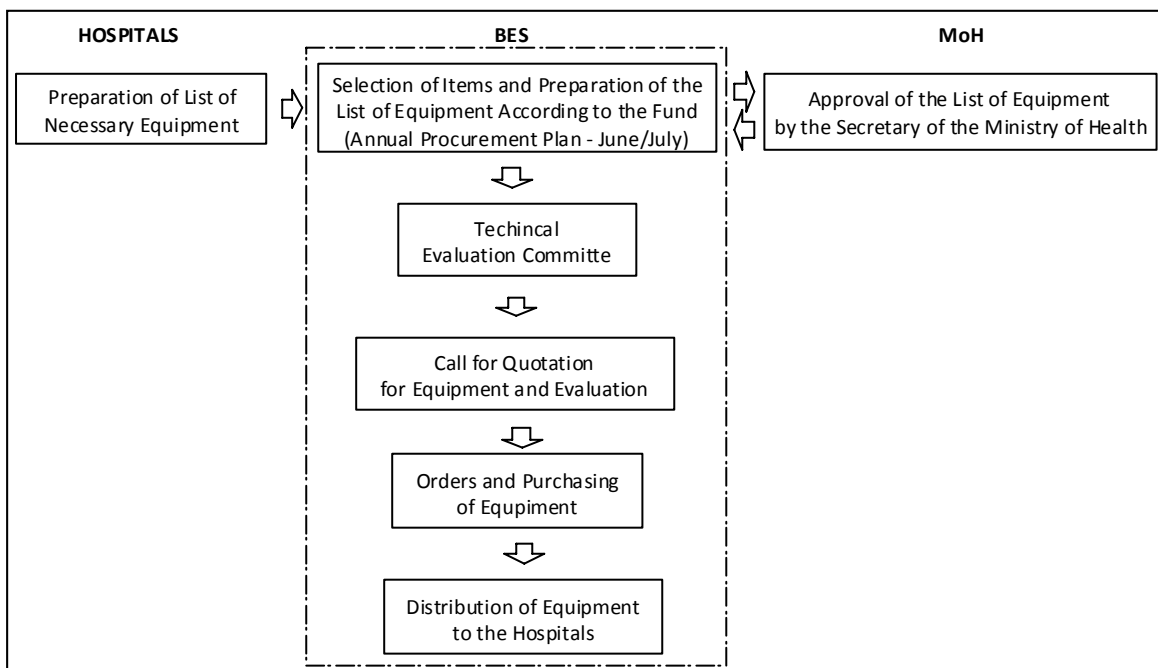 HOSPITALS
BES
MoH
Preparation of List of
Necessary Equipment
Selection of Items and Preparation of the
List of Equipment According to the Fund
(Annual Procurement Plan - June/July)
Approval of the List of Equipment
by the Secretary of the Ministry of Health
Techincal
Evaluation Committe
Call for Quotation
for Equipment and Evaluation
Orders and Purchasing
of Equpiment
Distribution of Equipment
to the Hospitals